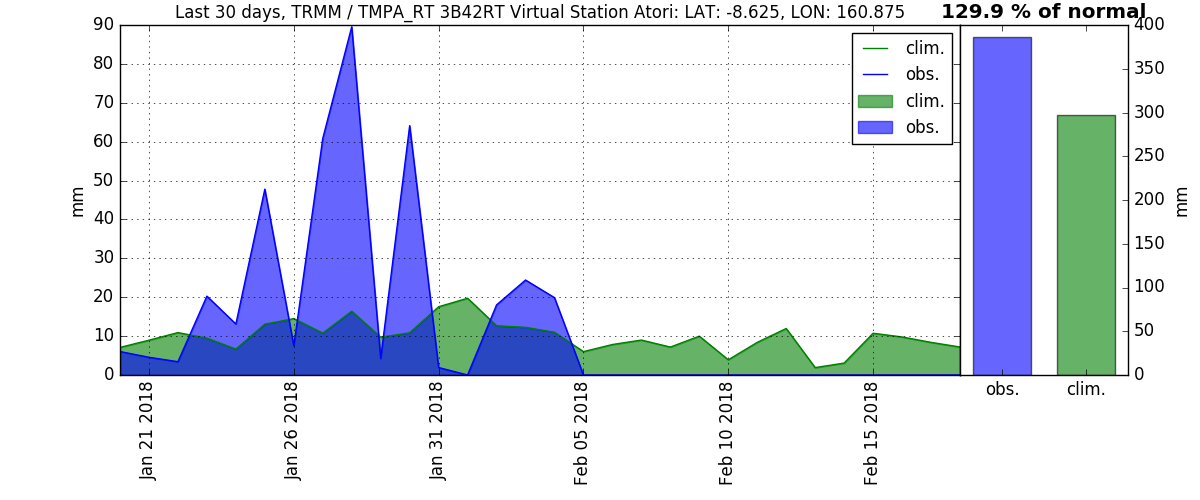 Last 30 days, TRMM / TMPA_RT 3B42RT Virtual Station Atori: LAT: -8.625, LON: 160.875
129.9 % of normal
90
80
70
60
50
40
30
20
10
0
mm
clim.
obs.
clim.
obs.
Jan 21 2018
Jan 26 2018
Jan 31 2018
Feb 05 2018
Feb 10 2018
Feb 15 2018
400
350
300
250
200
150
100
50
0
mm
obs.
clim.